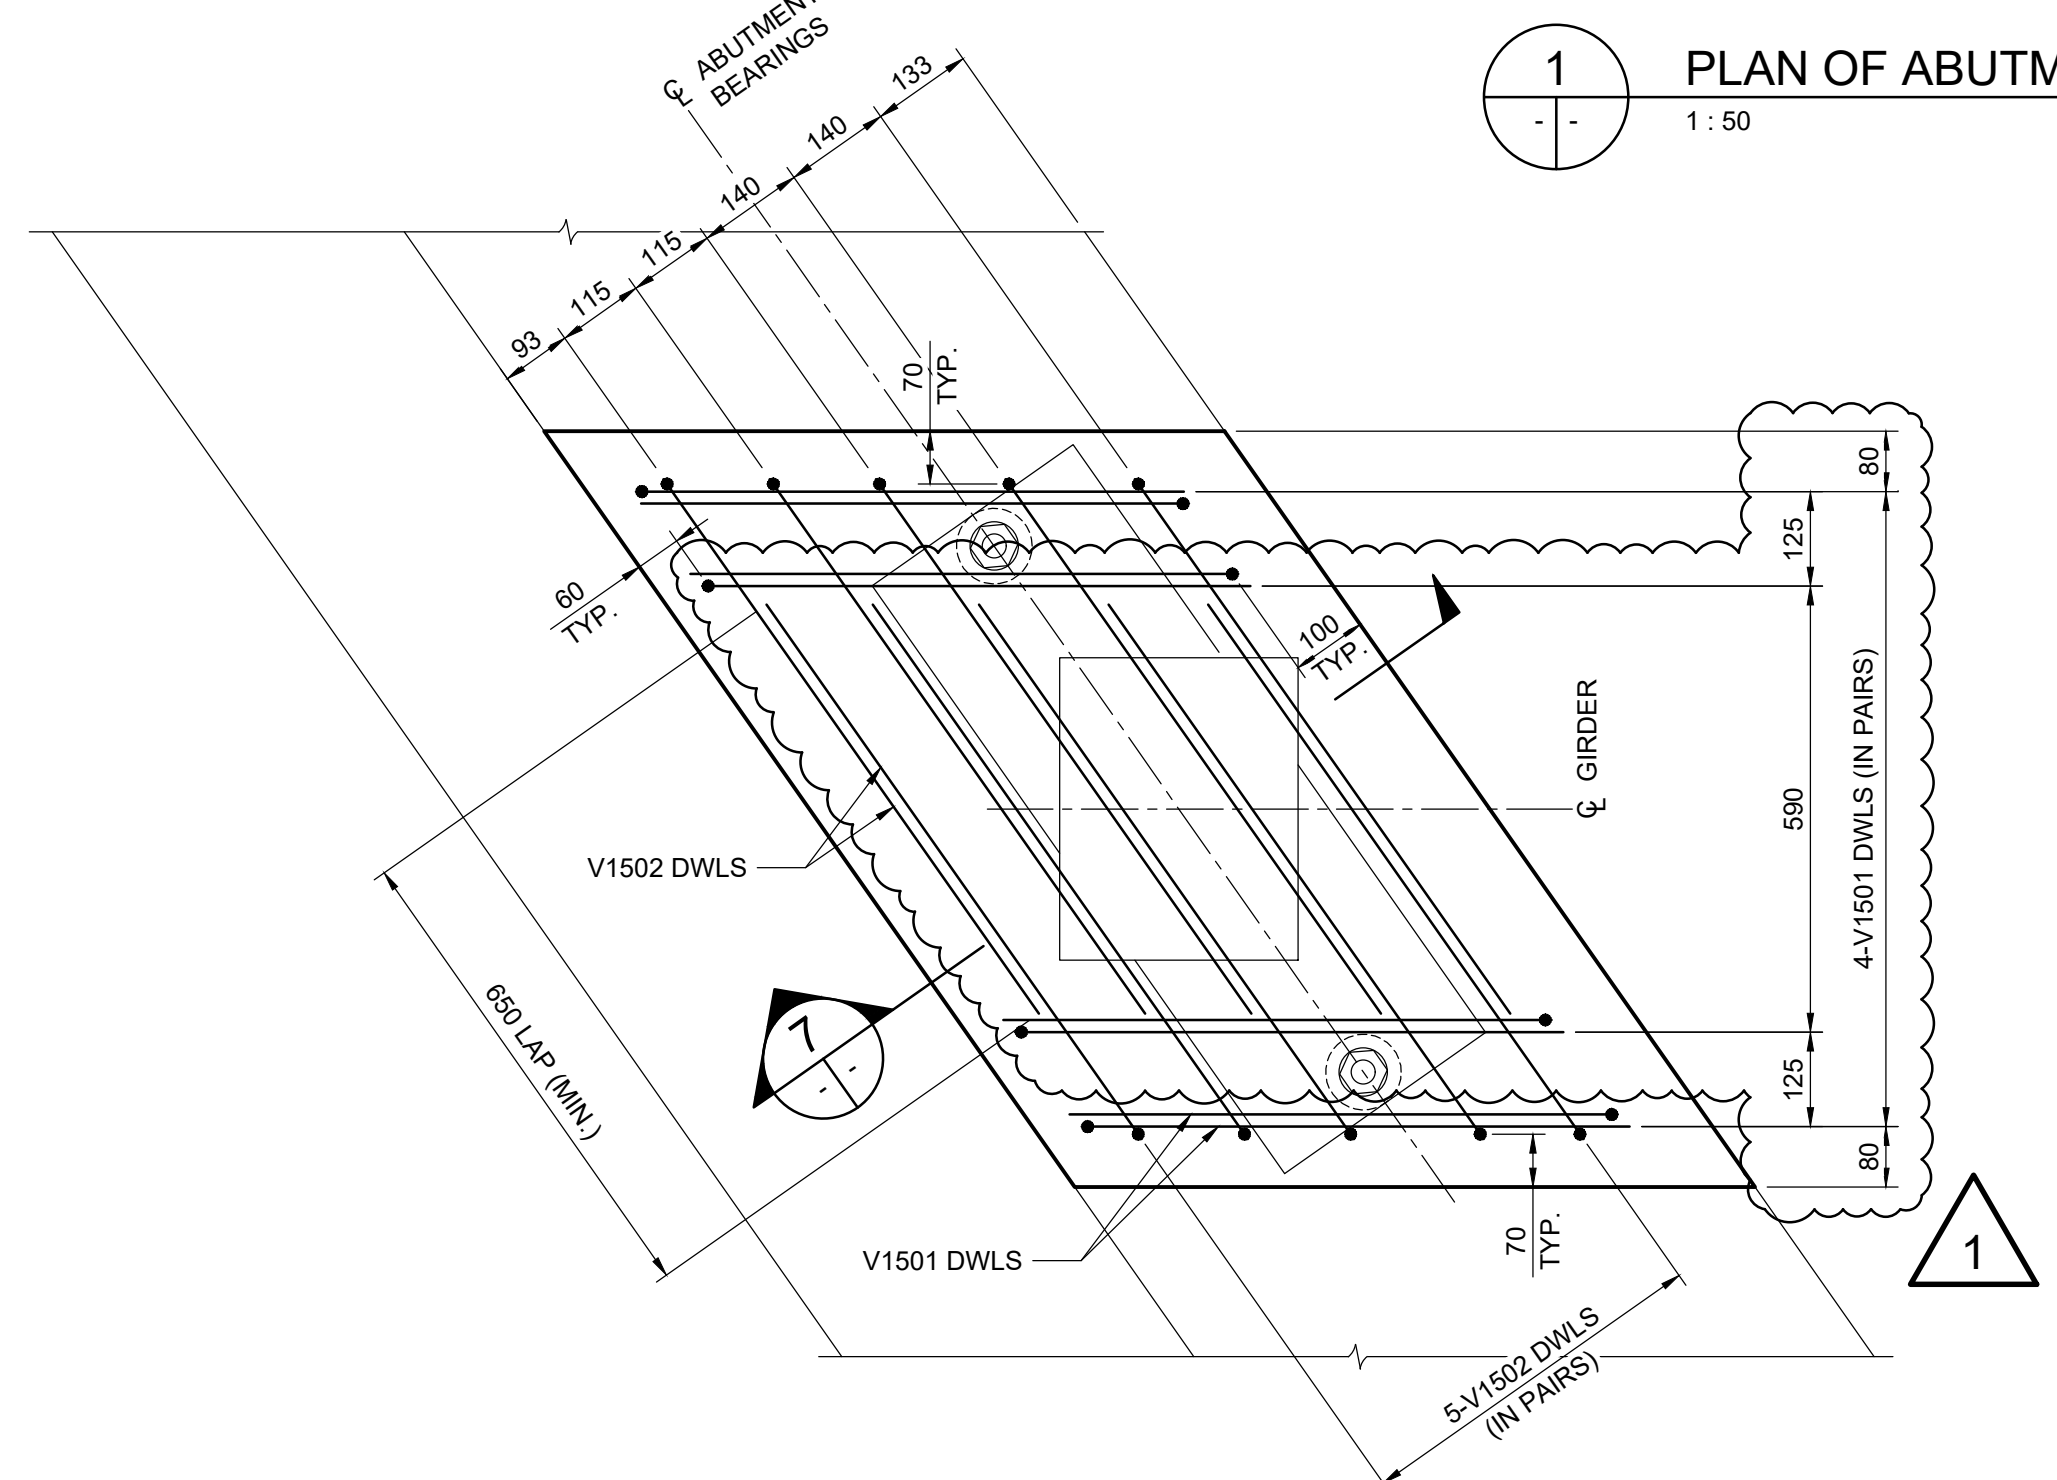 ℄ ABUTMENT
BEARINGS
1
- -
PLAN OF ABUTM
1 : 50
93
115
115
140
140
133
70
TYP.
80
125
60
TYP.
100
TYP.
℄ GIRDER
590
4-V1501 DWLS (IN PAIRS)
V1502 DWLS
650 LAP (MIN.)
7
- -
125
80
V1501 DWLS
70
TYP.
1
5-V1502 DWLS
(IN PAIRS)